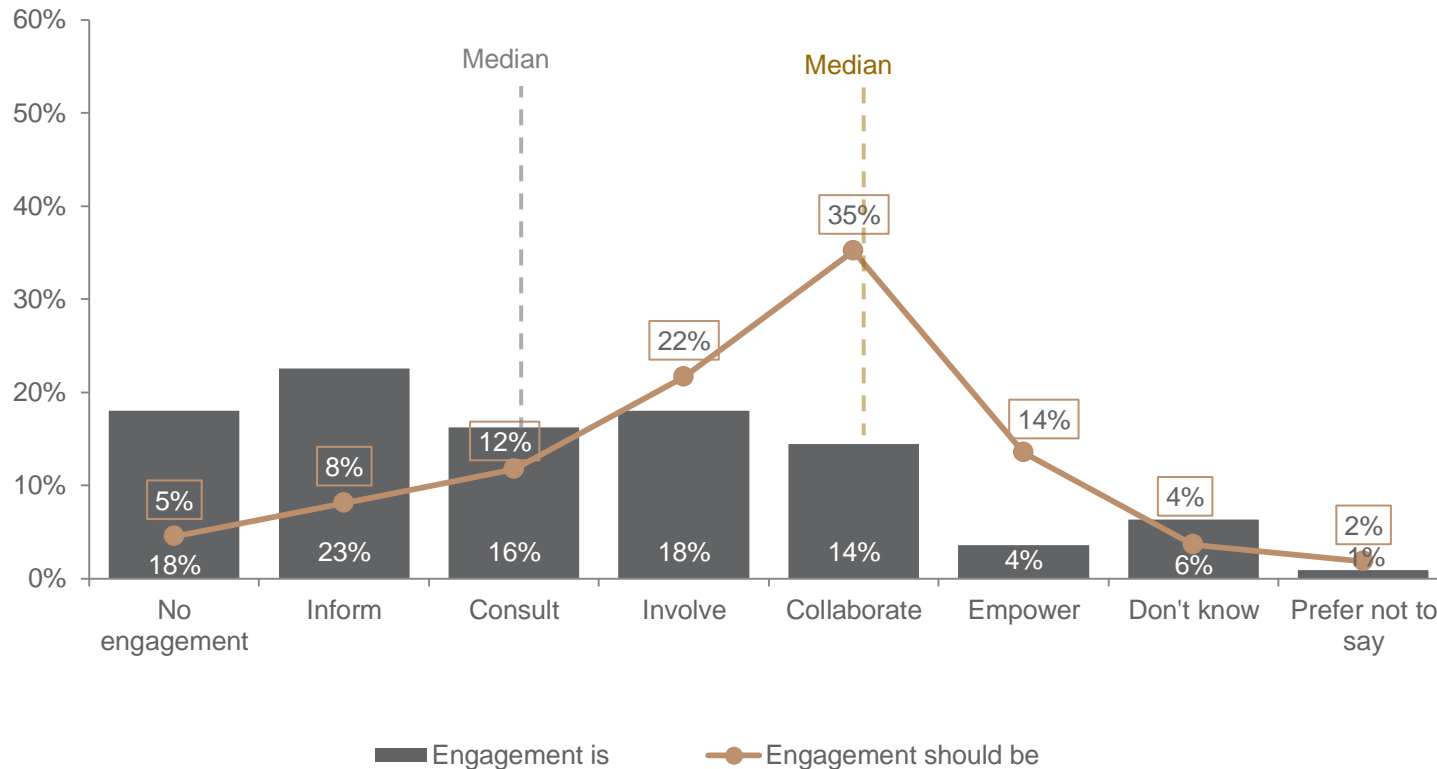 60%
Median
Median
50%
40%
35%
30%
22%
20%
14%
12%
8%
10%
5%
4%
2%
18%
23%
16%
18%
14%
4%
6%
1%
0%
No engagement
Inform
Consult
Involve
Collaborate
Empower
Don't know
Prefer not to say
Engagement is
Engagement should be